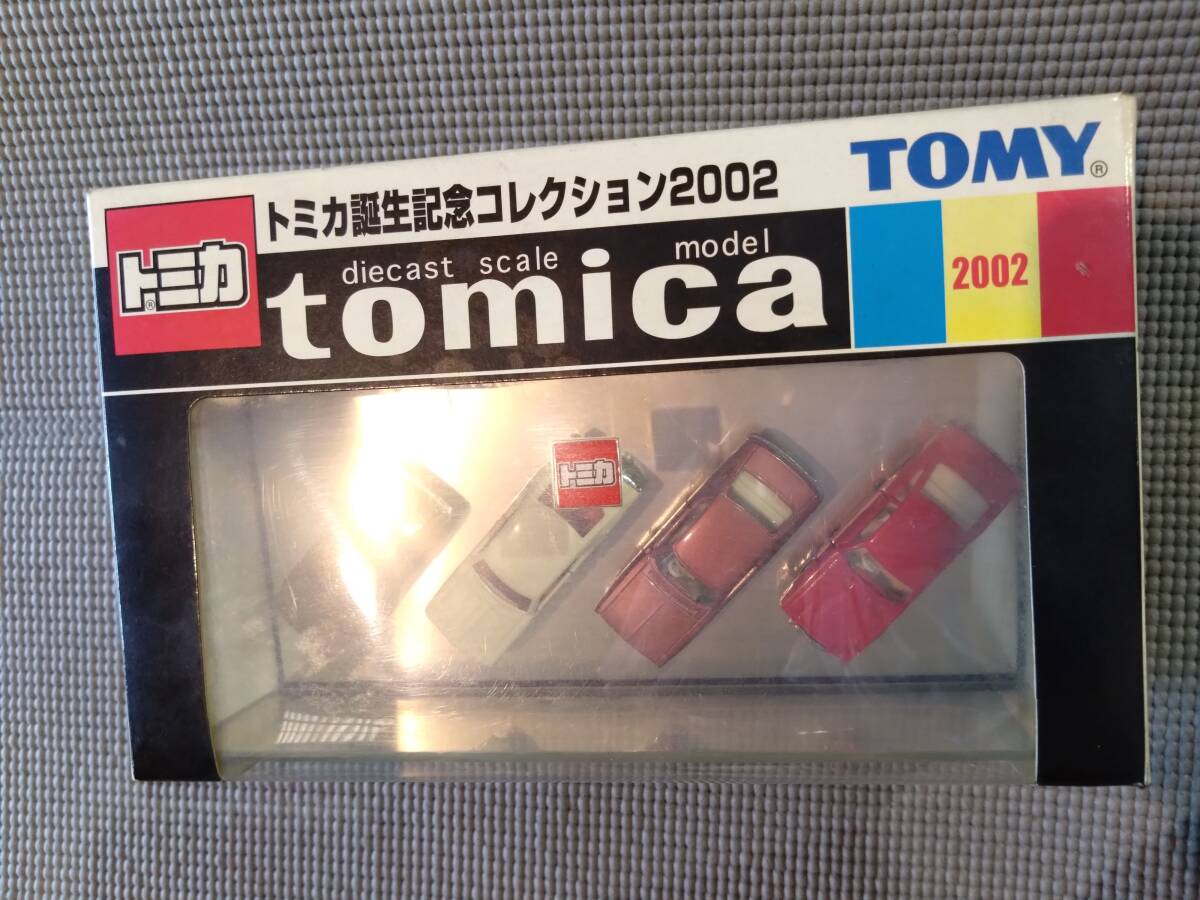 トミカ誕生記念コレクション2002
TOMY®
トミカ®
diecast scale model
tomica
2002
トミカ